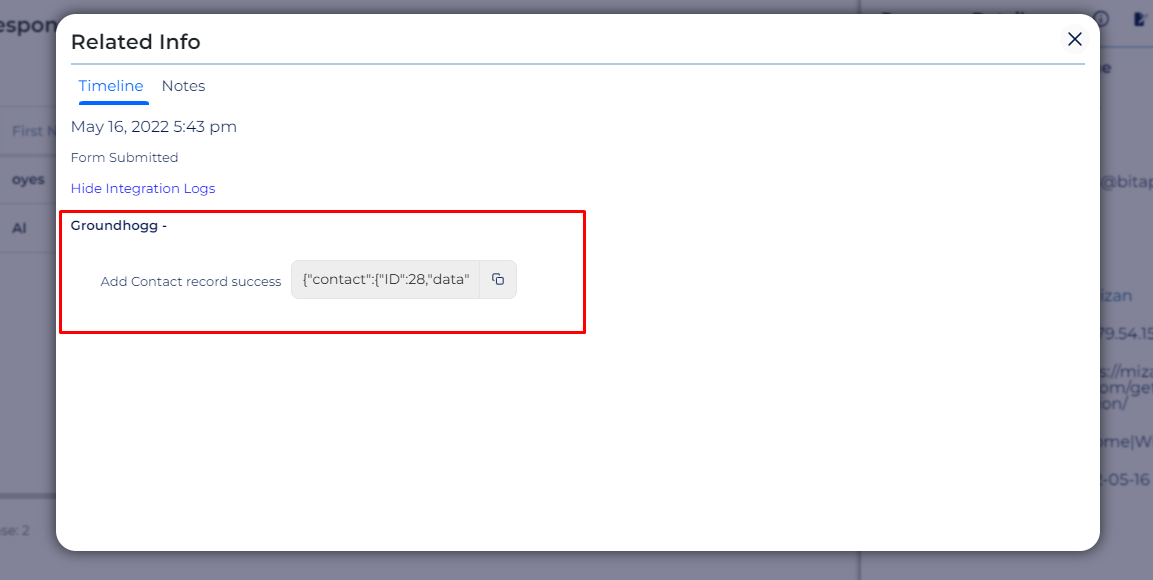 Related Info
Timeline Notes
May 16, 2022 5:43 pm
Form Submitted
Hide Integration Logs
Groundhogg -
Add Contact record success {"contact":{"ID":28,"data"
First N
oyes
Al
@bitap
izan
79.54.15
s://miza
om/get
on/
ome|W
2-05-16
se: 2